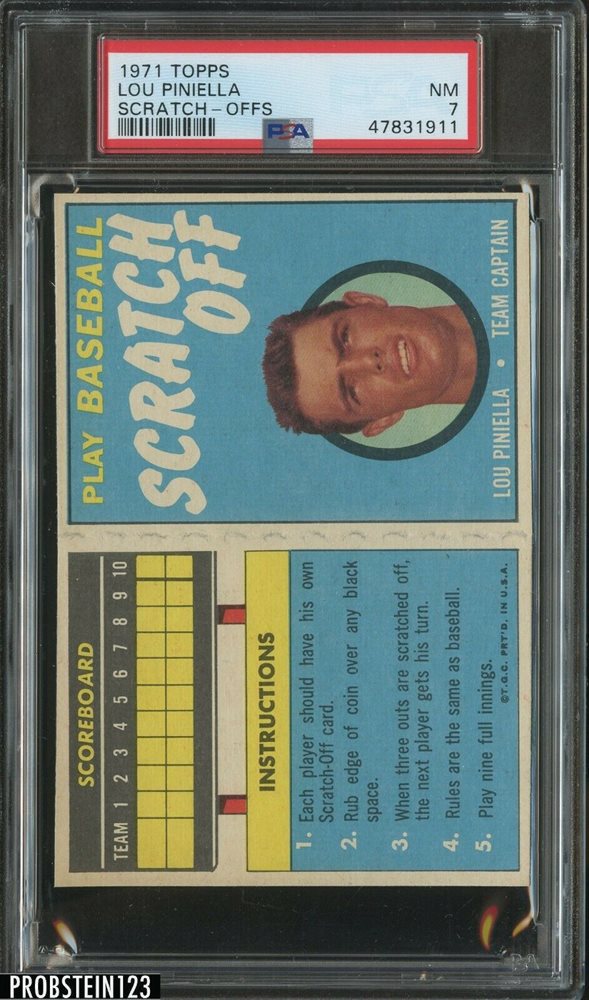 1971 TOPPS
LOU PINIELLA
SCRATCH-OFFS
NM
7
47831911
PSA
PLAY BASEBALL
SCRATCH
OFF
LOU PINIELLA • TEAM CAPTAIN
SCOREBOARD
TEAM 1 2 3 4 5 6 7 8 9 10
INSTRUCTIONS
1. Each player should have his own
Scratch-Off card.
2. Rub edge of coin over any black
space.
3. When three outs are scratched off,
the next player gets his turn.
4. Rules are the same as baseball.
5. Play nine full innings.
©T.G.C. PRT'D. IN U.S.A.
PROBSTEIN123